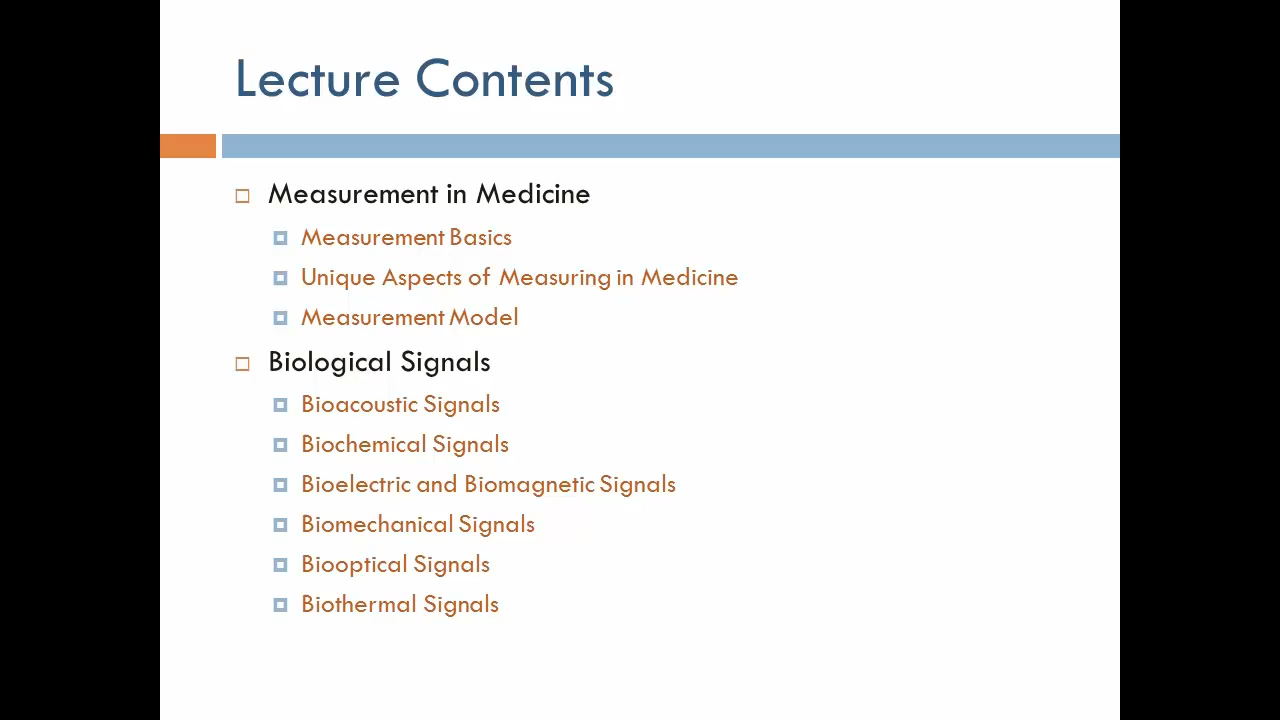 Lecture Contents
Measurement in Medicine
Measurement Basics
Unique Aspects of Measuring in Medicine
Measurement Model
Biological Signals
Bioacoustic Signals
Biochemical Signals
Bioelectric and Biomagnetic Signals
Biomechanical Signals
Biooptical Signals
Biothermal Signals